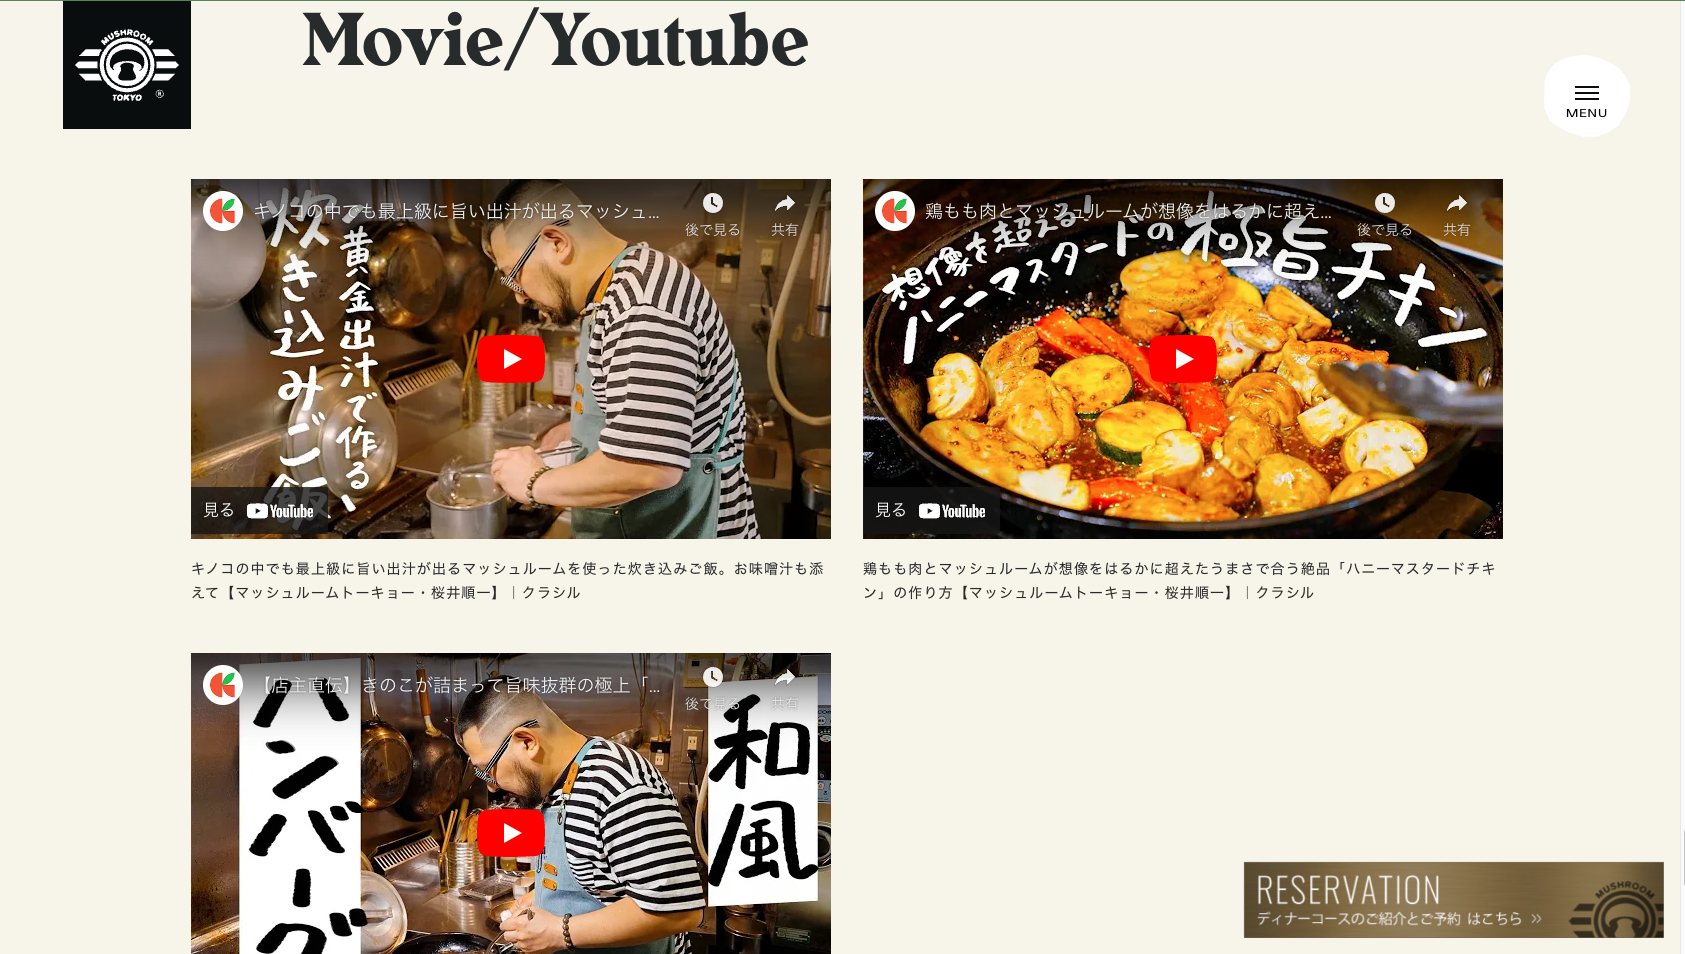 MUSHROOM
TOKYO
®
Movie/Youtube
MENU
キノコの中でも最上級に旨い出汁が出るマッシュ...
後で見る
共有
黄金出汁で作る
炊き込みご飯
見る
YouTube
キノコの中でも最上級に旨い出汁が出るマッシュルームを使った炊き込みご飯。お味噌汁も添
えて【マッシュルームトーキョー・桜井順一】｜クラシル
鶏もも肉とマッシュルームが想像をはるかに超え...
後で見る
共有
想像を超える！
ハニーマスタードの極旨チキン
見る
YouTube
鶏もも肉とマッシュルームが想像をはるかに超えたうまさで合う絶品「ハニーマスタードチキ
ン」の作り方【マッシュルームトーキョー・桜井順一】｜クラシル
【店主直伝】きのこが詰まって旨味抜群の極上「...
後で見る
共有
和風
ハンバーグ
RESERVATION
ディナーコースのご紹介とご予約 はこちら »
MUSHROOM